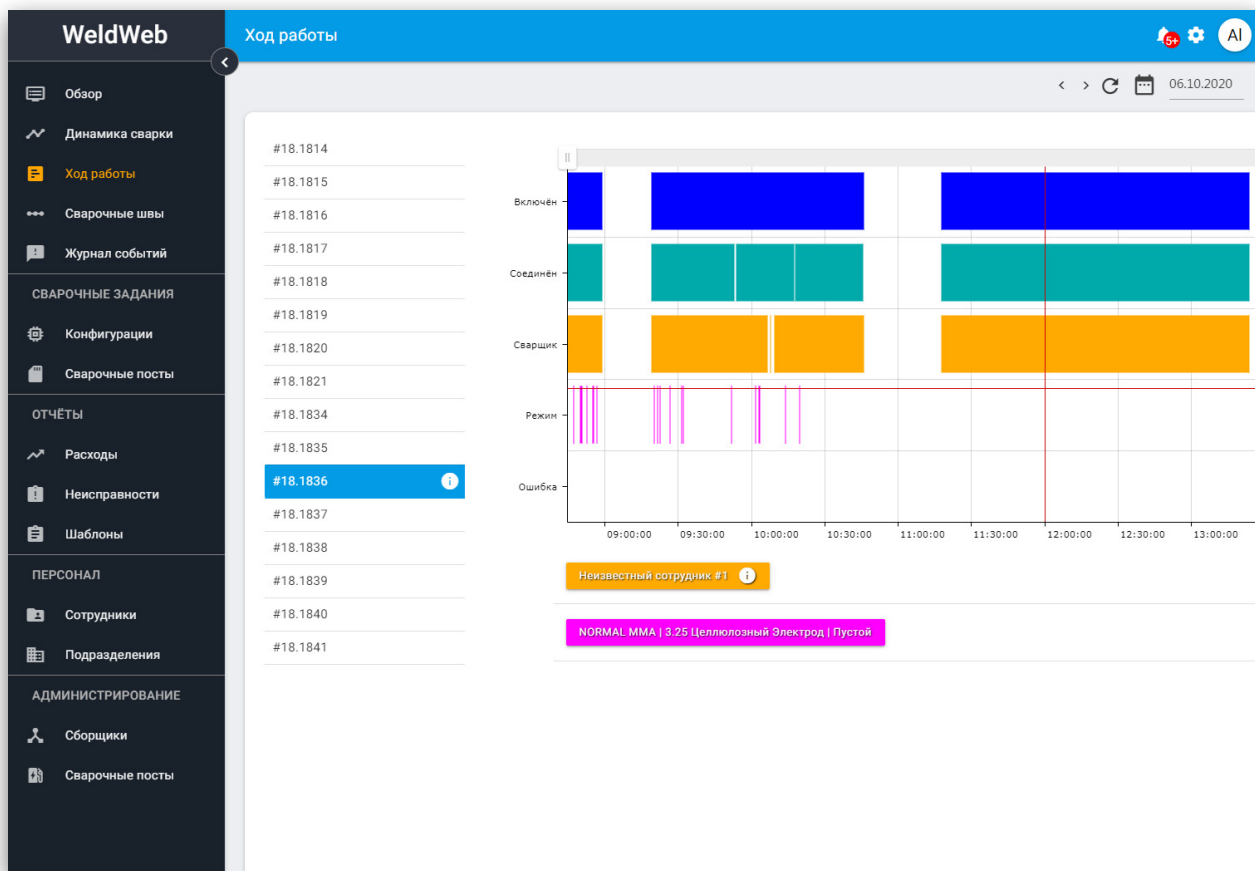 WeldWeb
Ход работы
5+
AI
Обзор
Динамика сварки
Ход работы
Сварочные швы
Журнал событий
СВАРОЧНЫЕ ЗАДАНИЯ
Конфигурации
Сварочные посты
ОТЧЁТЫ
Расходы
Неисправности
Шаблоны
ПЕРСОНАЛ
Сотрудники
Подразделения
АДМИНИСТРИРОВАНИЕ
Сборщики
Сварочные посты
06.10.2020
#18.1814
#18.1815
#18.1816
#18.1817
#18.1818
#18.1819
#18.1820
#18.1821
#18.1834
#18.1835
#18.1836
#18.1837
#18.1838
#18.1839
#18.1840
#18.1841
Включён
Соединён
Сварщик
Режим
Ошибка
09:00:00 09:30:00 10:00:00 10:30:00 11:00:00 11:30:00 12:00:00 12:30:00 13:00:00
Неизвестный сотрудник #1
NORMAL MMA | 3.25 Целлюлозный Электрод | Пустой